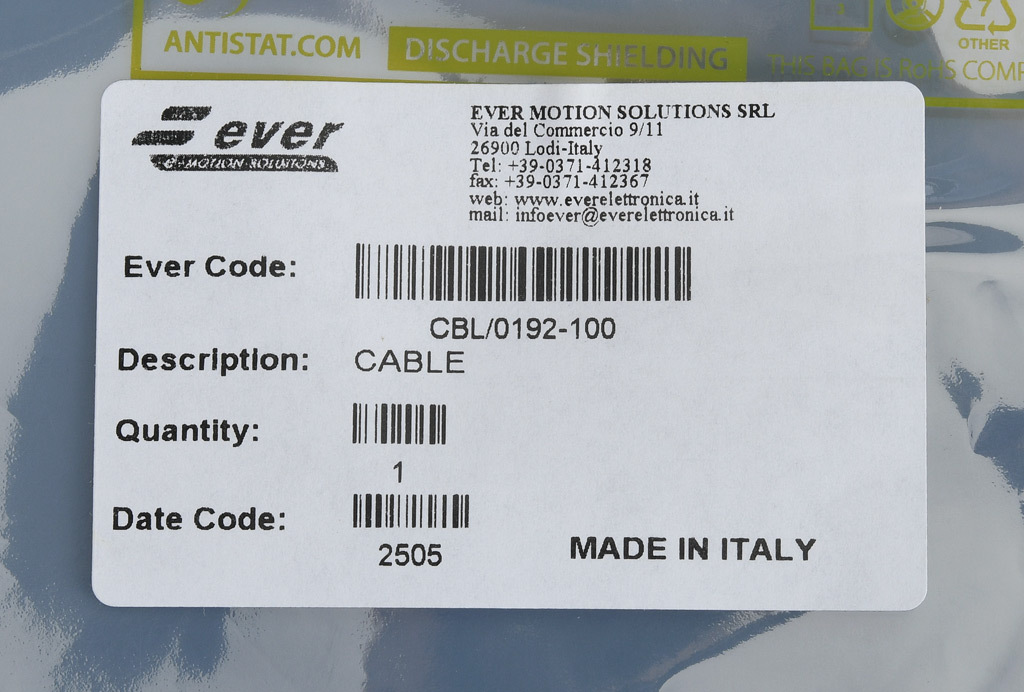 ANTISTAT.COM
DISCHARGE SHIELDING
OTHER
THIS BAG IS RoHS
ever
e-MOTION SOLUTIONS
EVER MOTION SOLUTIONS SRL
Via del Commercio 9/11
26900 Lodi-Italy
Tel: +39-0371-412318
fax: +39-0371-412367
web: www.everelettronica.it
mail: infoever@everelettronica.it
Ever Code:
CBL/0192-100
Description: CABLE
Quantity:
1
Date Code:
2505
MADE IN ITALY